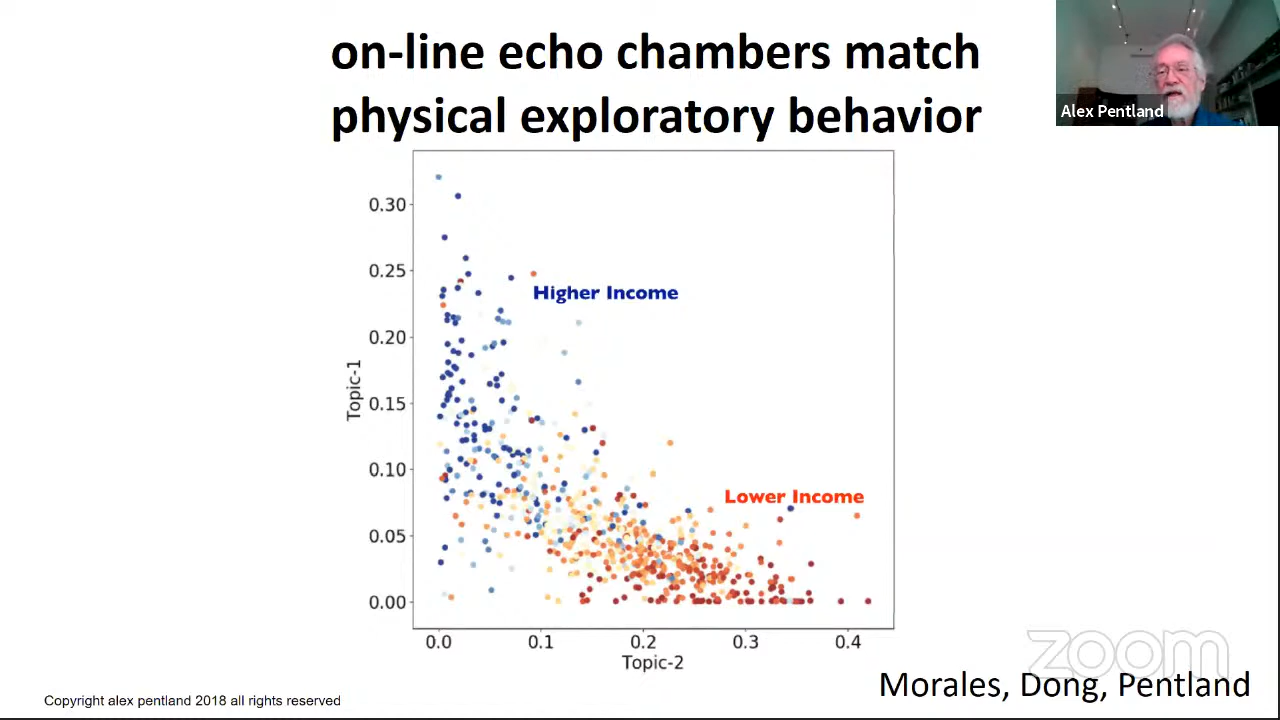 on-line echo chambers match
physical exploratory behavior
Alex Pentland
0.30
0.25
Higher Income
0.20
Topic-1
0.15
0.10
Lower Income
0.05
0.00
0.0 0.1 0.2 0.3 0.4
Topic-2
zoom
Morales, Dong, Pentland
Copyright alex pentland 2018 all rights reserved